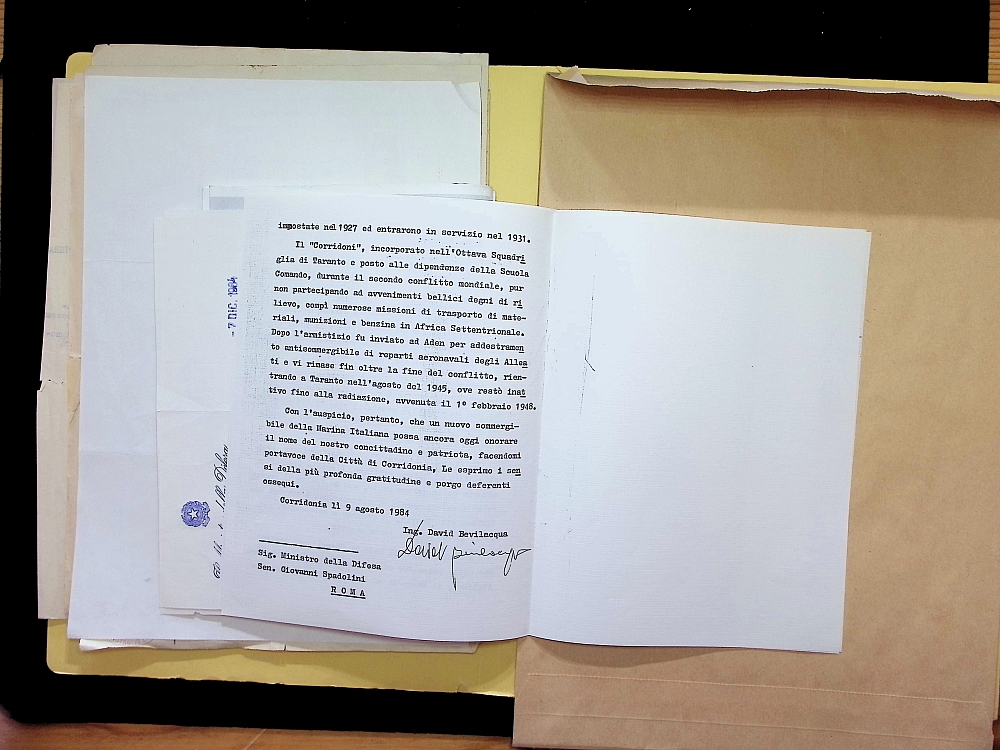 impostate nel 1927 ed entrarono in servizio nel 1931.
Il "Corridoni", incorporato nell'Ottava Squadri
glia di Taranto e posto alle dipendenze della Scuola
Comando, durante il secondo conflitto mondiale, pur
non partecipando ad avvenimenti bellici degni di ri
lievo, compì numerose missioni di trasporto di mate-
riali, munizioni e benzina in Africa Settentrionale.
Dopo l'armistizio fu inviato ad Aden per addestramen
to antisommergibile di reparti aeronavali degli Allea
ti e vi rimase fin oltre la fine del conflitto, rien-
trando a Taranto nell'agosto del 1945, ove restò inat
tivo fino alla radiazione, avvenuta il 1° febbraio 1948.
Con l'auspicio, pertanto, che un nuovo sommergi-
bile della Marina Italiana possa ancora oggi onorare
il nome del nostro concittadino e patriota, facendomi
portavoce della Città di Corridonia, Le esprimo i sen
si della più profonda gratitudine e porgo deferenti
ossequi.
Corridonia lì 9 agosto 1984
Ing. David Bevilacqua
David Bevilacqua
Sig. Ministro della Difesa
Sen. Giovanni Spadolini
ROMA
- 7 DIC. 1984